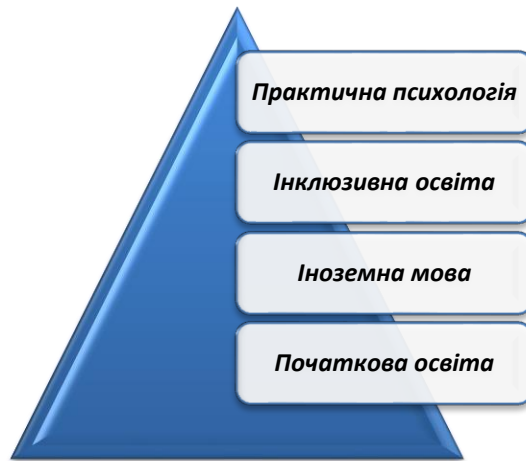 Практична психологія
Інклюзивна освіта
Іноземна мова
Початкова освіта